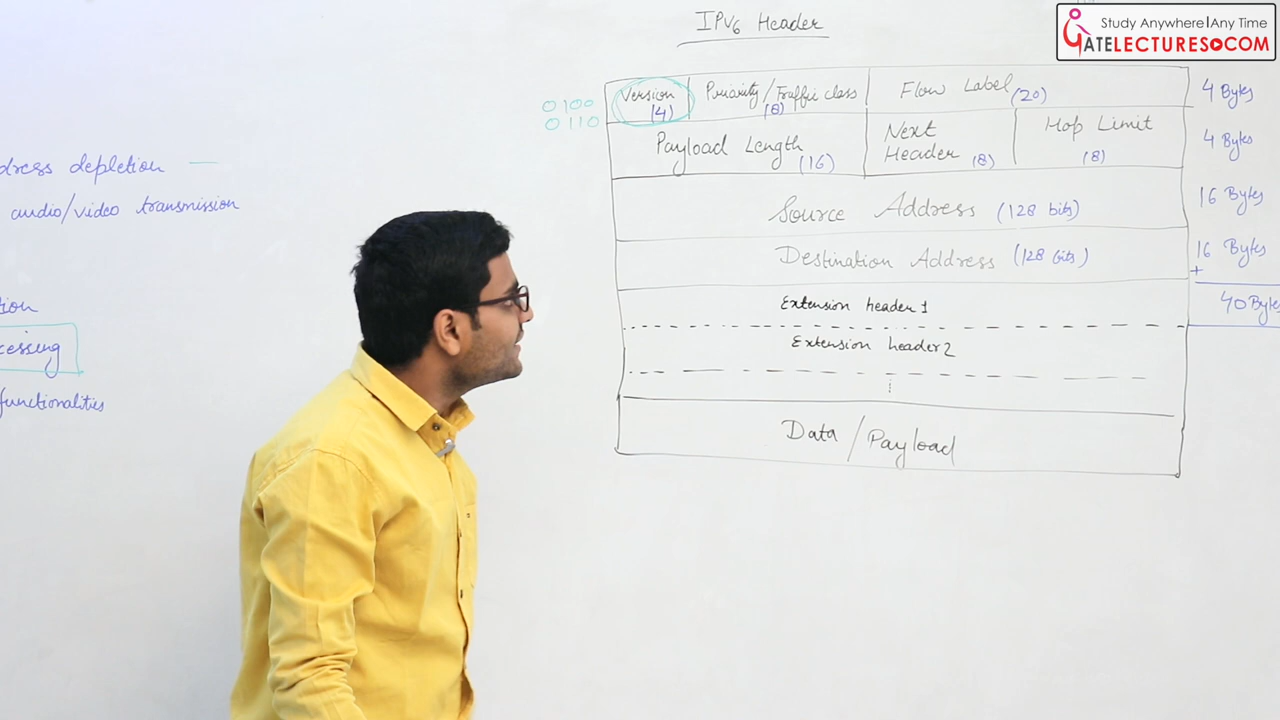 IPV6 Header
Study Anywhere|Any Time
GATELECTURES.COM
0100
0110
Version (4)
Priority/Traffic class (8)
Flow Label (20)
4 Bytes
Payload Length (16)
Next Header (8)
Hop Limit (8)
4 Bytes
Source Address (128 bits)
16 Bytes
Destination Address (128 bits)
16 Bytes
+
40 Bytes
Extension header 1
Extension header 2
Data / Payload
dress depletion —
audio/video transmission
tion
cessing
functionalities